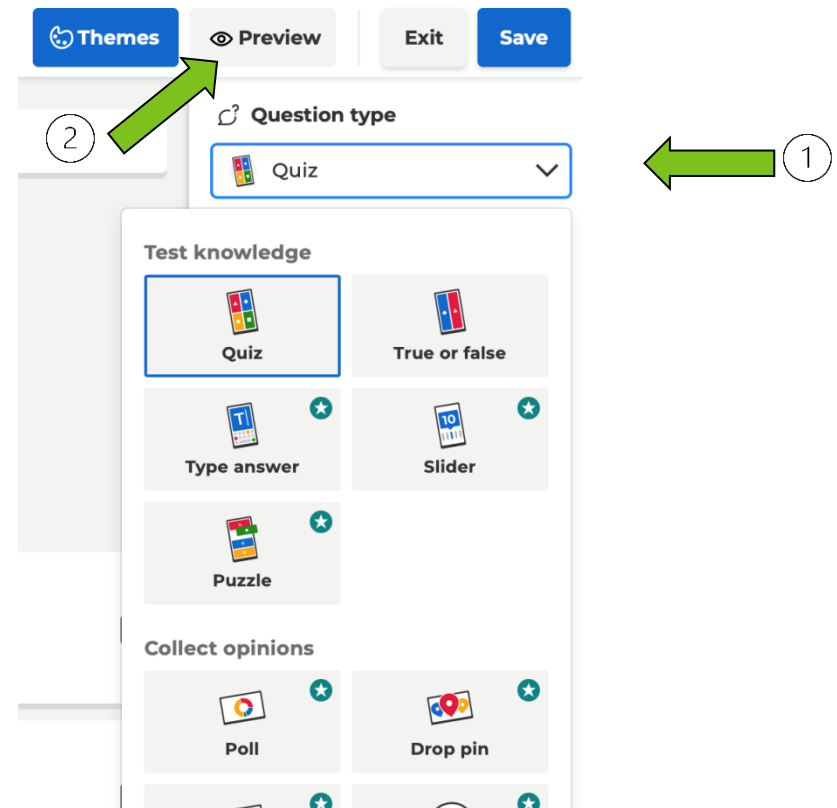 Themes Preview Exit Save
2
Question type
Quiz
1
Test knowledge
Quiz True or false
T 10
Type answer Slider
Puzzle
Collect opinions
Poll Drop pin